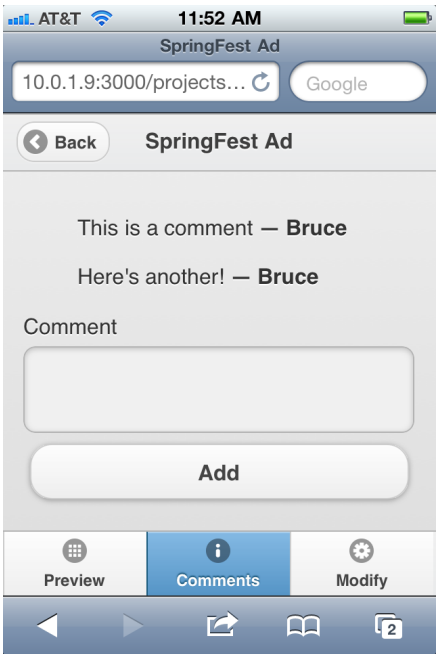 AT&T 11:52 AM
SpringFest Ad
10.0.1.9:3000/projects... Google
Back SpringFest Ad
This is a comment — Bruce
Here's another! — Bruce
Comment
Add
Preview Comments Modify
2